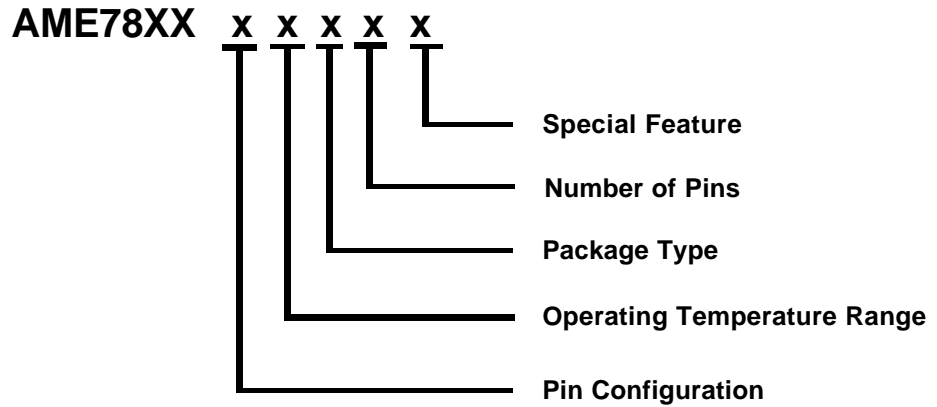 AME78XX x x x x x
Special Feature
Number of Pins
Package Type
Operating Temperature Range
Pin Configuration